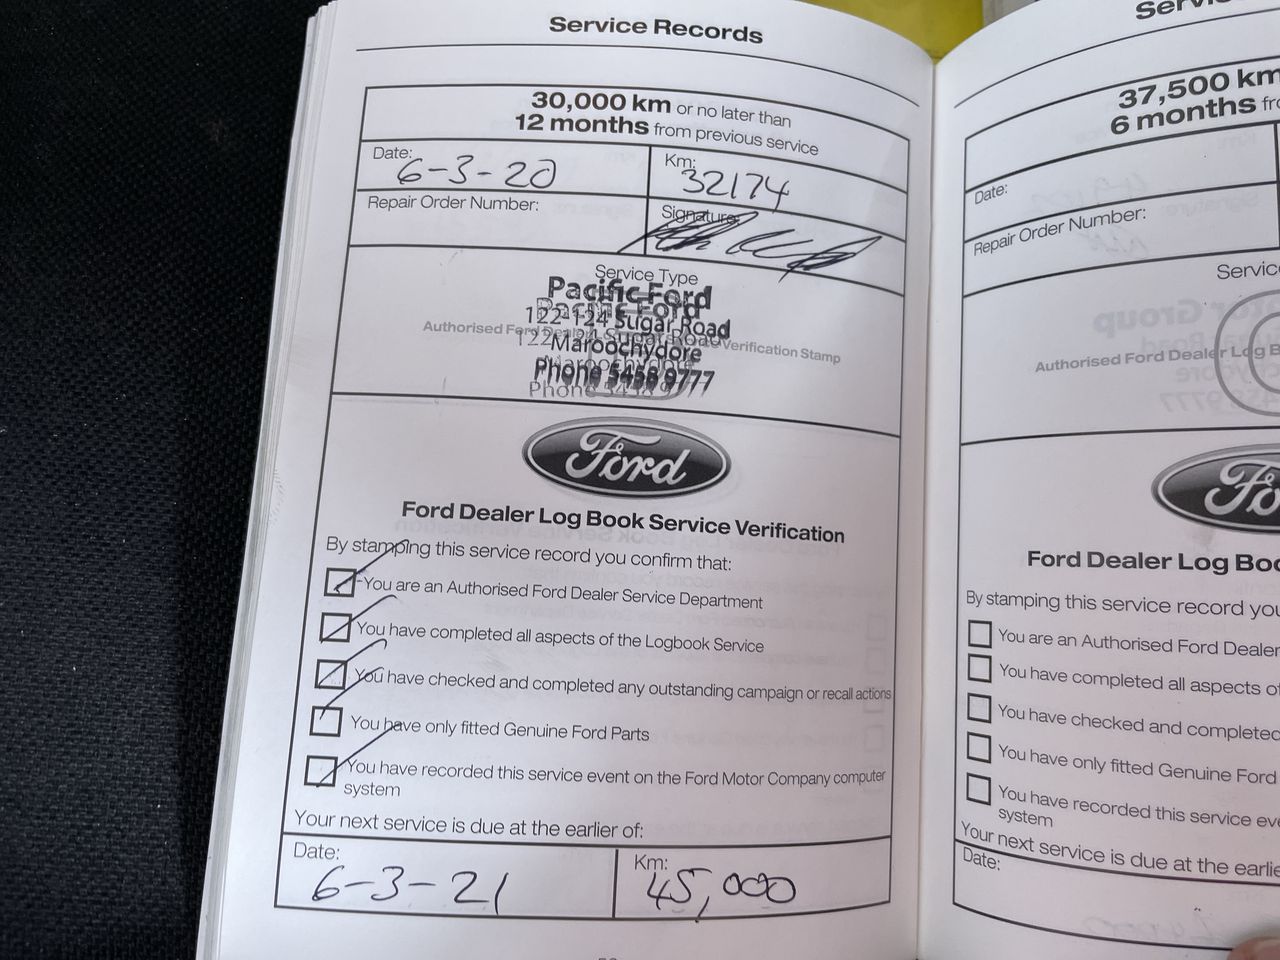 Service Records
30,000 km or no later than
12 months from previous service
Date:
6-3-20
Km:
32174
Repair Order Number:
Signature:
Service Type
Pacific Ford
122-124 Sugar Road
Maroochydore
Phone 5458 9777
Authorised Ford Dealer Verification Stamp
Ford
Ford Dealer Log Book Service Verification
By stamping this service record you confirm that:
You are an Authorised Ford Dealer Service Department
You have completed all aspects of the Logbook Service
You have checked and completed any outstanding campaign or recall actions
You have only fitted Genuine Ford Parts
You have recorded this service event on the Ford Motor Company computer
system
Your next service is due at the earlier of:
Date:
6-3-21
Km:
45,000
37,500 km
6 months
Date:
Repair Order Number:
Servic
Authorised Ford Dealer Log B
Fo
Ford Dealer Log Boo
By stamping this service record you
You are an Authorised Ford Dealer
You have completed all aspects o
You have checked and completed
You have only fitted Genuine Ford
You have recorded this service eve
system
Your next service is due at the earlie
Date: